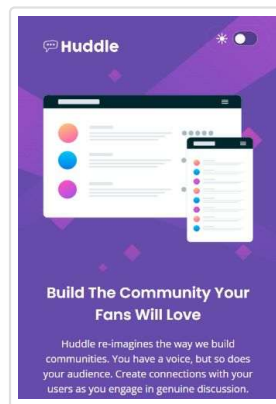 Huddle
Build The Community Your
Fans Will Love
Huddle re-imagines the way we build
communities. You have a voice, but so does
your audience. Create connections with your
users as you engage in genuine discussion.